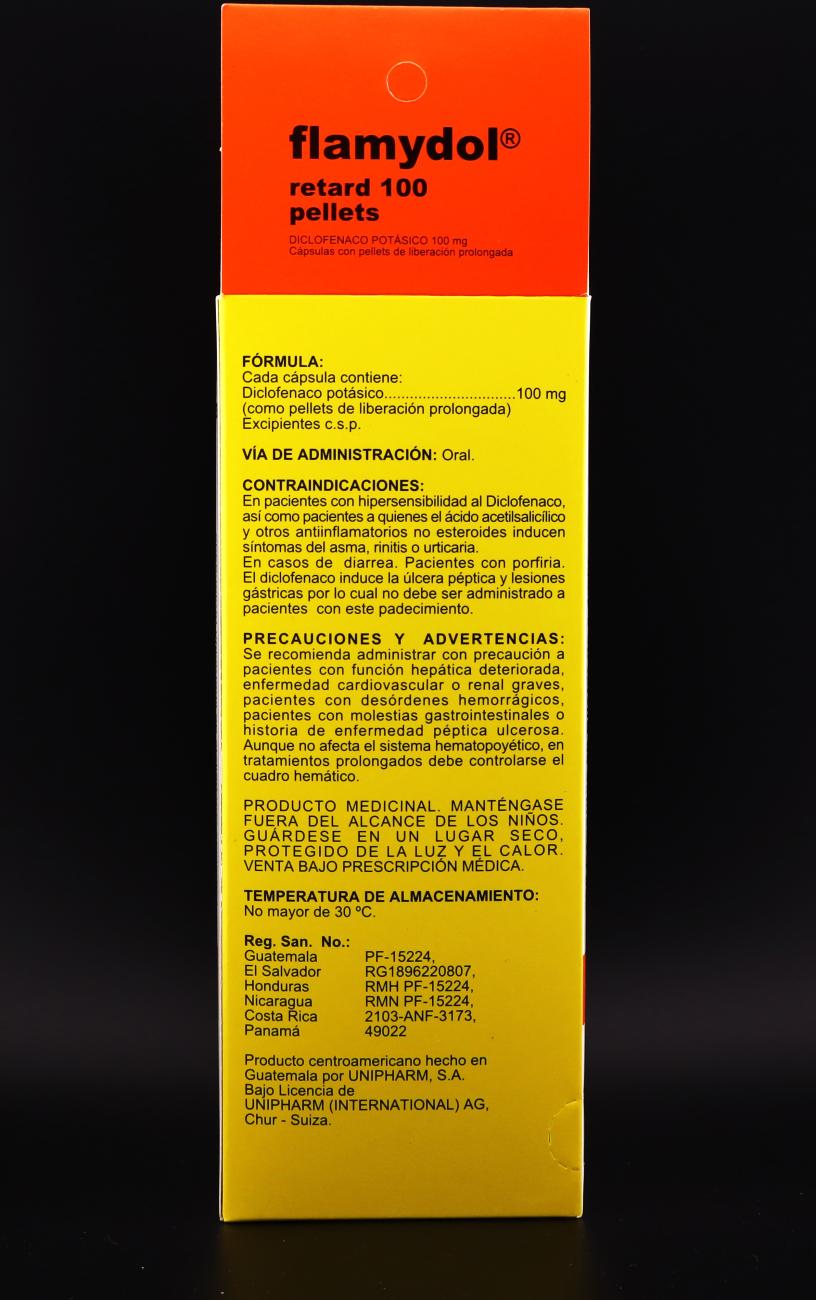 flamydol®
retard 100
pellets
DICLOFENACO POTÁSICO 100 mg
Cápsulas con pellets de liberación prolongada
FÓRMULA:
Cada cápsula contiene:
Diclofenaco potásico...............................100 mg
(como pellets de liberación prolongada)
Excipientes c.s.p.
VÍA DE ADMINISTRACIÓN: Oral.
CONTRAINDICACIONES:
En pacientes con hipersensibilidad al Diclofenaco,
así como pacientes a quienes el ácido acetilsalicílico
y otros antiinflamatorios no esteroides inducen
síntomas del asma, rinitis o urticaria.
En casos de diarrea. Pacientes con porfiria.
El diclofenaco induce la úlcera péptica y lesiones
gástricas por lo cual no debe ser administrado a
pacientes con este padecimiento.
PRECAUCIONES Y ADVERTENCIAS:
Se recomienda administrar con precaución a
pacientes con función hepática deteriorada,
enfermedad cardiovascular o renal graves,
pacientes con desórdenes hemorrágicos,
pacientes con molestias gastrointestinales o
historia de enfermedad péptica ulcerosa.
Aunque no afecta el sistema hematopoyético, en
tratamientos prolongados debe controlarse el
cuadro hemático.
PRODUCTO MEDICINAL. MANTÉNGASE
FUERA DEL ALCANCE DE LOS NIÑOS.
GUÁRDESE EN UN LUGAR SECO,
PROTEGIDO DE LA LUZ Y EL CALOR.
VENTA BAJO PRESCRIPCIÓN MÉDICA.
TEMPERATURA DE ALMACENAMIENTO:
No mayor de 30 ºC.
Reg. San. No.:
Guatemala PF-15224,
El Salvador RG1896220807,
Honduras RMH PF-15224,
Nicaragua RMN PF-15224,
Costa Rica 2103-ANF-3173,
Panamá 49022
Producto centroamericano hecho en
Guatemala por UNIPHARM, S.A.
Bajo Licencia de
UNIPHARM (INTERNATIONAL) AG,
Chur - Suiza.